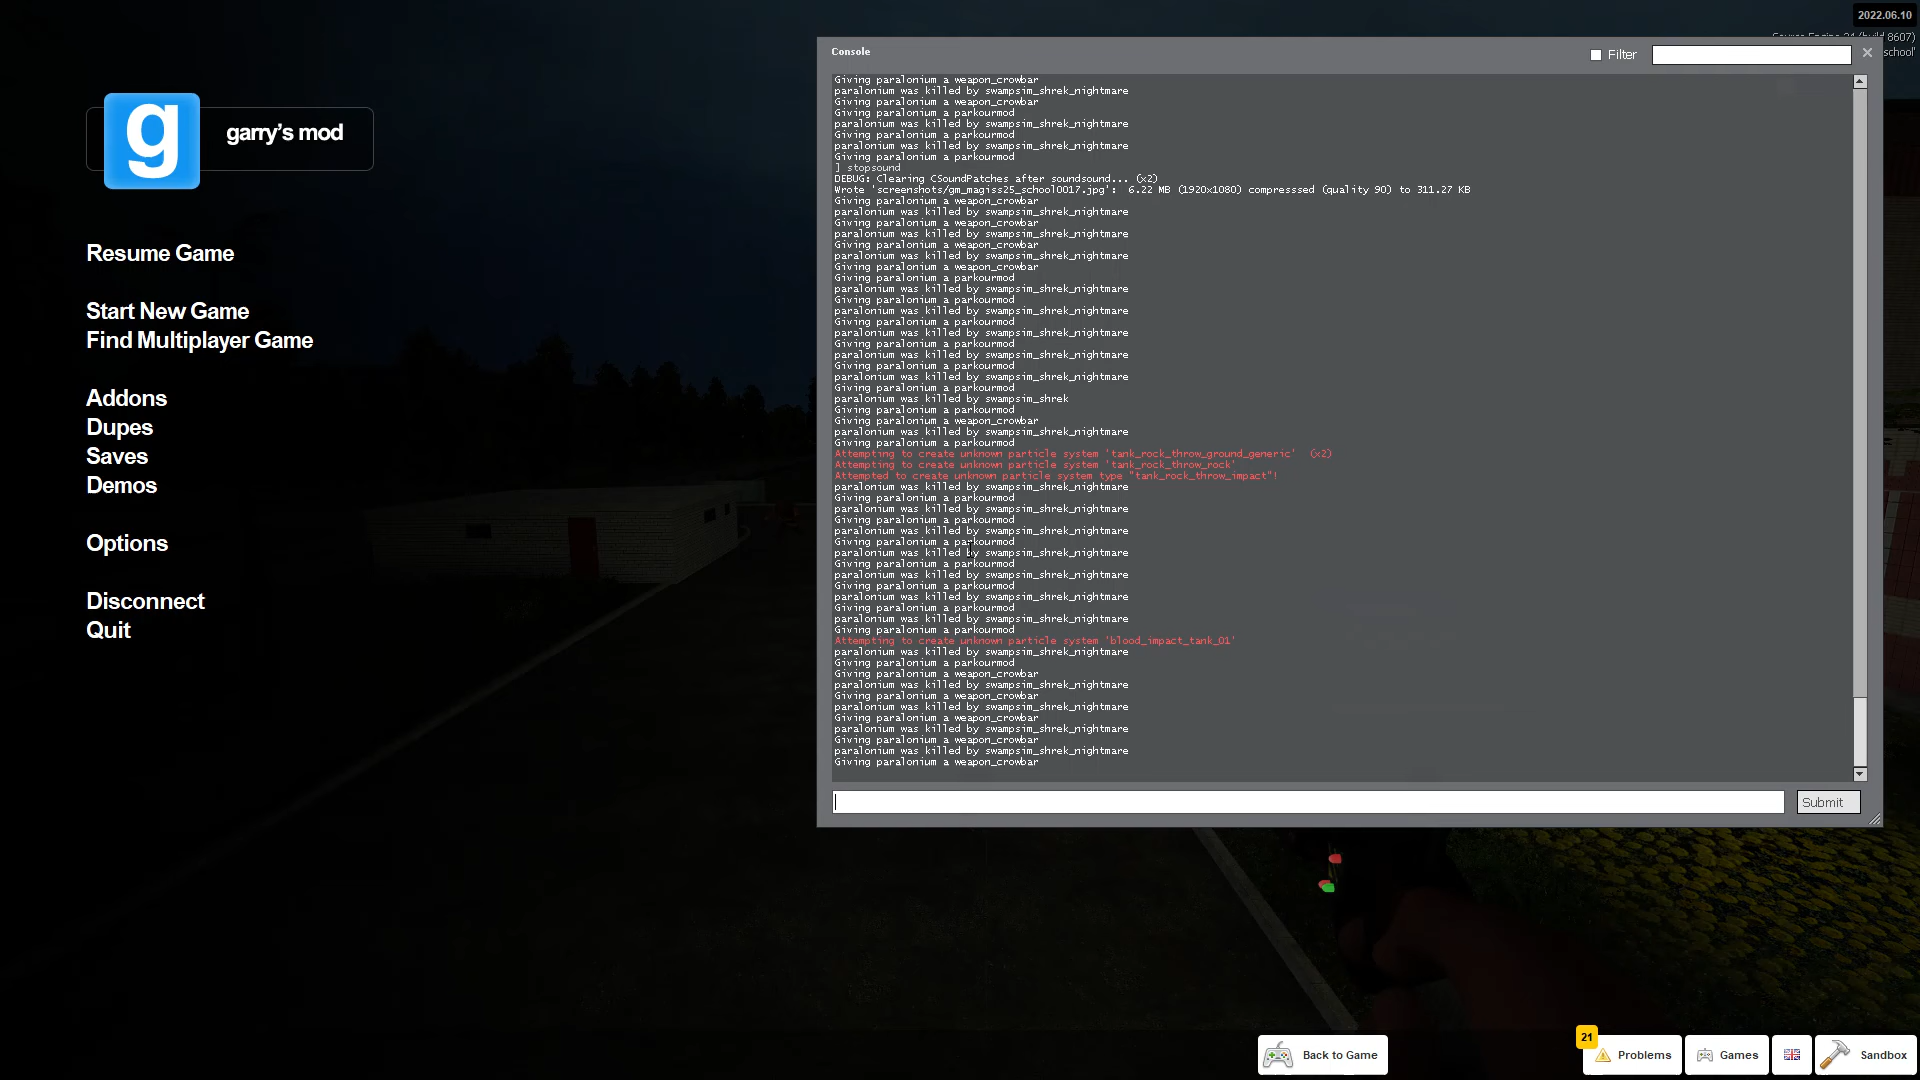 2022.06.10
g garry's mod
Resume Game
Start New Game
Find Multiplayer Game
Addons
Dupes
Saves
Demos
Options
Disconnect
Quit
Console
Filter
Giving paralonium a weapon_crowbar
paralonium was killed by swampsim_shrek_nightmare
Giving paralonium a weapon_crowbar
Giving paralonium a parkourmod
paralonium was killed by swampsim_shrek_nightmare
Giving paralonium a parkourmod
paralonium was killed by swampsim_shrek_nightmare
Giving paralonium a parkourmod
] stopsound
DEBUG: Clearing CSoundPatches after soundsound... (x2)
Wrote 'screenshots/gm_magiss25_school0017.jpg': 6.22 MB (1920x1080) compresssed (quality 90) to 311.27 KB
Giving paralonium a weapon_crowbar
paralonium was killed by swampsim_shrek_nightmare
Giving paralonium a weapon_crowbar
paralonium was killed by swampsim_shrek_nightmare
Giving paralonium a weapon_crowbar
paralonium was killed by swampsim_shrek_nightmare
Giving paralonium a weapon_crowbar
Giving paralonium a parkourmod
paralonium was killed by swampsim_shrek_nightmare
Giving paralonium a parkourmod
paralonium was killed by swampsim_shrek_nightmare
Giving paralonium a parkourmod
paralonium was killed by swampsim_shrek_nightmare
Giving paralonium a parkourmod
paralonium was killed by swampsim_shrek_nightmare
Giving paralonium a parkourmod
paralonium was killed by swampsim_shrek_nightmare
Giving paralonium a parkourmod
paralonium was killed by swampsim_shrek
Giving paralonium a parkourmod
Giving paralonium a weapon_crowbar
paralonium was killed by swampsim_shrek_nightmare
Giving paralonium a parkourmod
Attempting to create unknown particle system 'tank_rock_throw_ground_generic' (x2)
Attempting to create unknown particle system 'tank_rock_throw_rock'
Attempted to create unknown particle system type "tank_rock_throw_impact"!
paralonium was killed by swampsim_shrek_nightmare
Giving paralonium a parkourmod
paralonium was killed by swampsim_shrek_nightmare
Giving paralonium a parkourmod
paralonium was killed by swampsim_shrek_nightmare
Giving paralonium a parkourmod
paralonium was killed by swampsim_shrek_nightmare
Giving paralonium a parkourmod
paralonium was killed by swampsim_shrek_nightmare
Giving paralonium a parkourmod
paralonium was killed by swampsim_shrek_nightmare
Giving paralonium a parkourmod
paralonium was killed by swampsim_shrek_nightmare
Giving paralonium a parkourmod
Attempting to create unknown particle system 'blood_impact_tank_01'
paralonium was killed by swampsim_shrek_nightmare
Giving paralonium a parkourmod
Giving paralonium a weapon_crowbar
paralonium was killed by swampsim_shrek_nightmare
Giving paralonium a weapon_crowbar
paralonium was killed by swampsim_shrek_nightmare
Giving paralonium a weapon_crowbar
paralonium was killed by swampsim_shrek_nightmare
Giving paralonium a weapon_crowbar
paralonium was killed by swampsim_shrek_nightmare
Giving paralonium a weapon_crowbar
Submit
Back to Game
21
Problems
Games
Sandbox